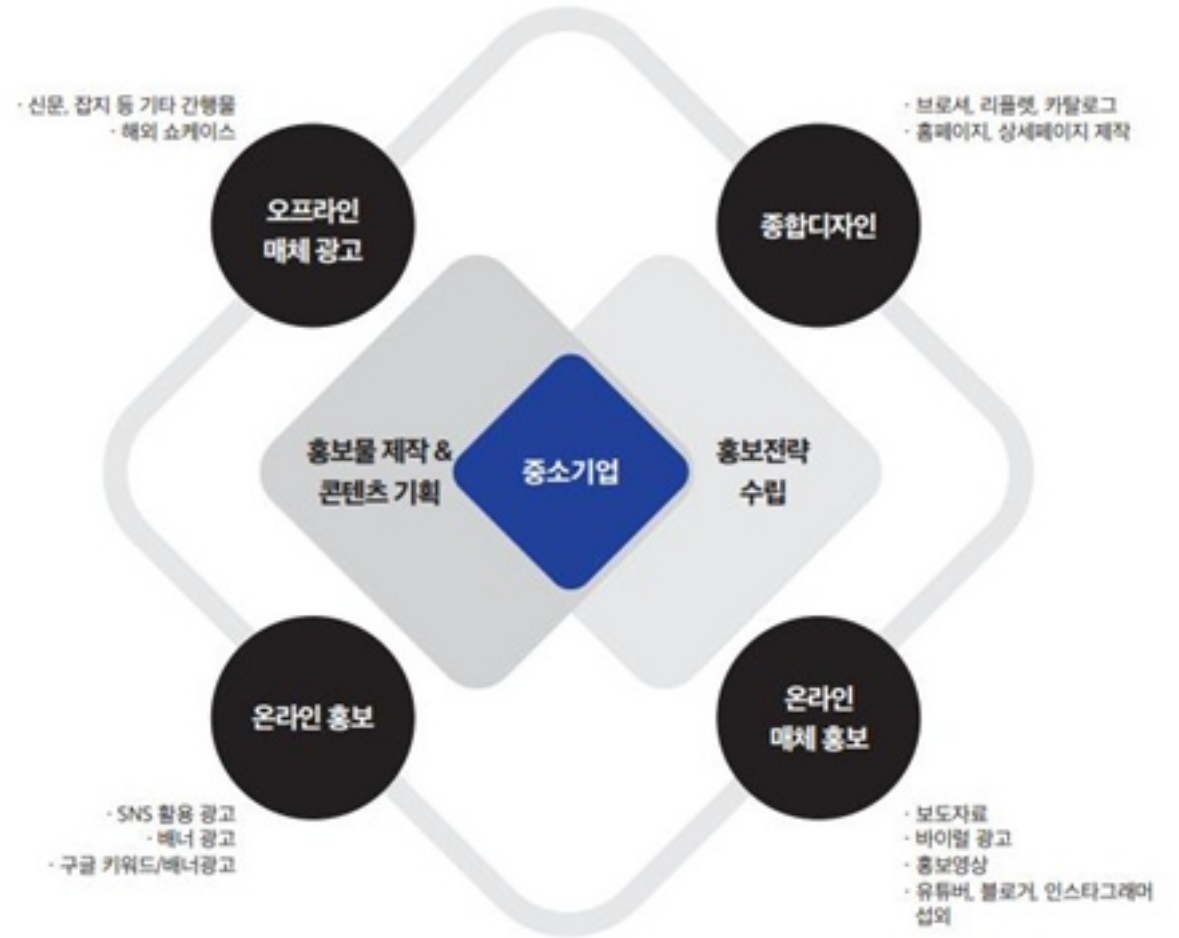 · 신문, 잡지 등 기타 간행물
· 해외 쇼케이스
오프라인
매체 광고
· 브로셔, 리플렛, 카탈로그
· 홈페이지, 상세페이지 제작
종합디자인
홍보물 제작 &
콘텐츠 기획
중소기업
홍보전략
수립
온라인 홍보
· SNS 활용 광고
· 배너 광고
· 구글 키워드/배너광고
온라인
매체 홍보
· 보도자료
· 바이럴 광고
· 홍보영상
· 유튜버, 블로거, 인스타그래머
섭외